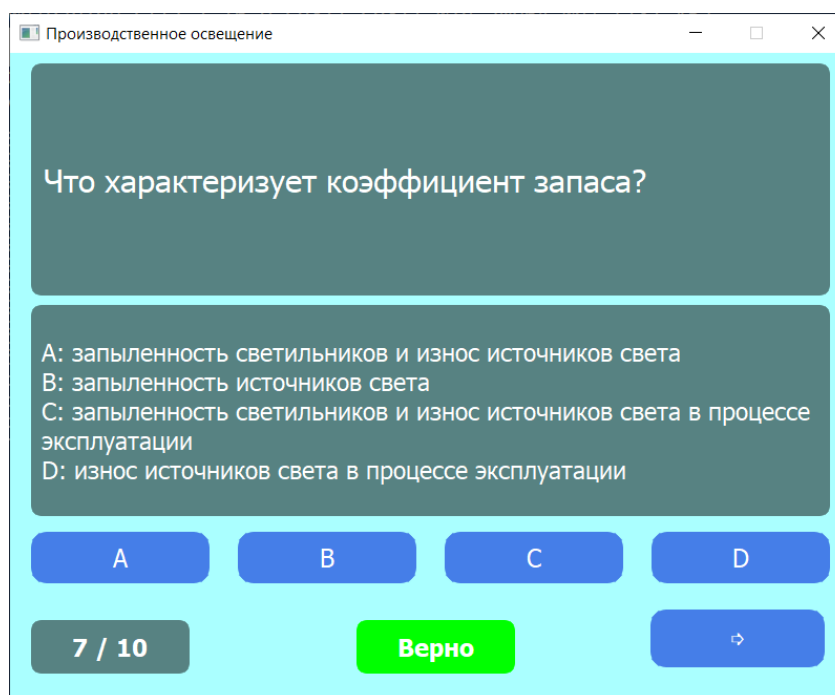 Производственное освещение
Что характеризует коэффициент запаса?
A: запыленность светильников и износ источников света
B: запыленность источников света
C: запыленность светильников и износ источников света в процессе
эксплуатации
D: износ источников света в процессе эксплуатации
A
B
C
D
7 / 10
Верно
⇨